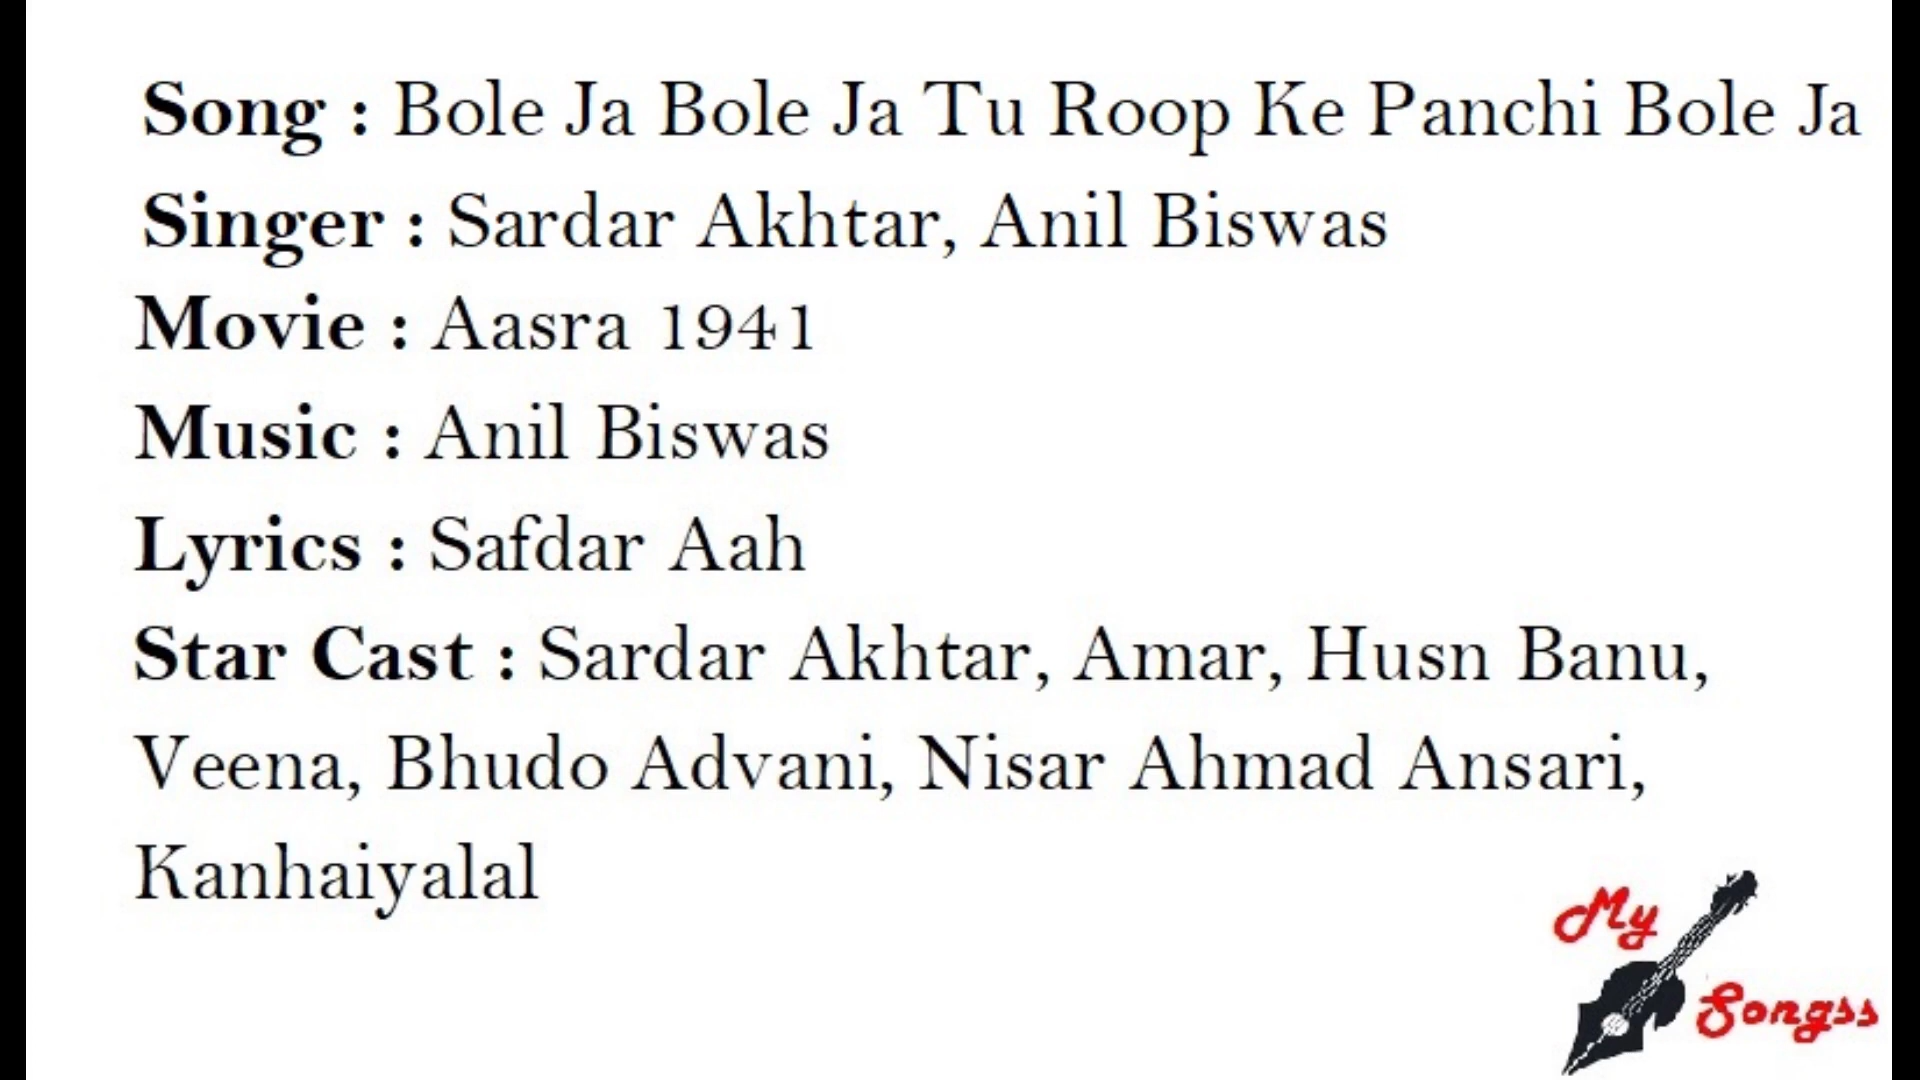 Song : Bole Ja Bole Ja Tu Roop Ke Panchi Bole Ja
Singer : Sardar Akhtar, Anil Biswas
Movie : Aasra 1941
Music : Anil Biswas
Lyrics : Safdar Aah
Star Cast : Sardar Akhtar, Amar, Husn Banu,
Veena, Bhudo Advani, Nisar Ahmad Ansari,
Kanhaiyalal
My
Songss